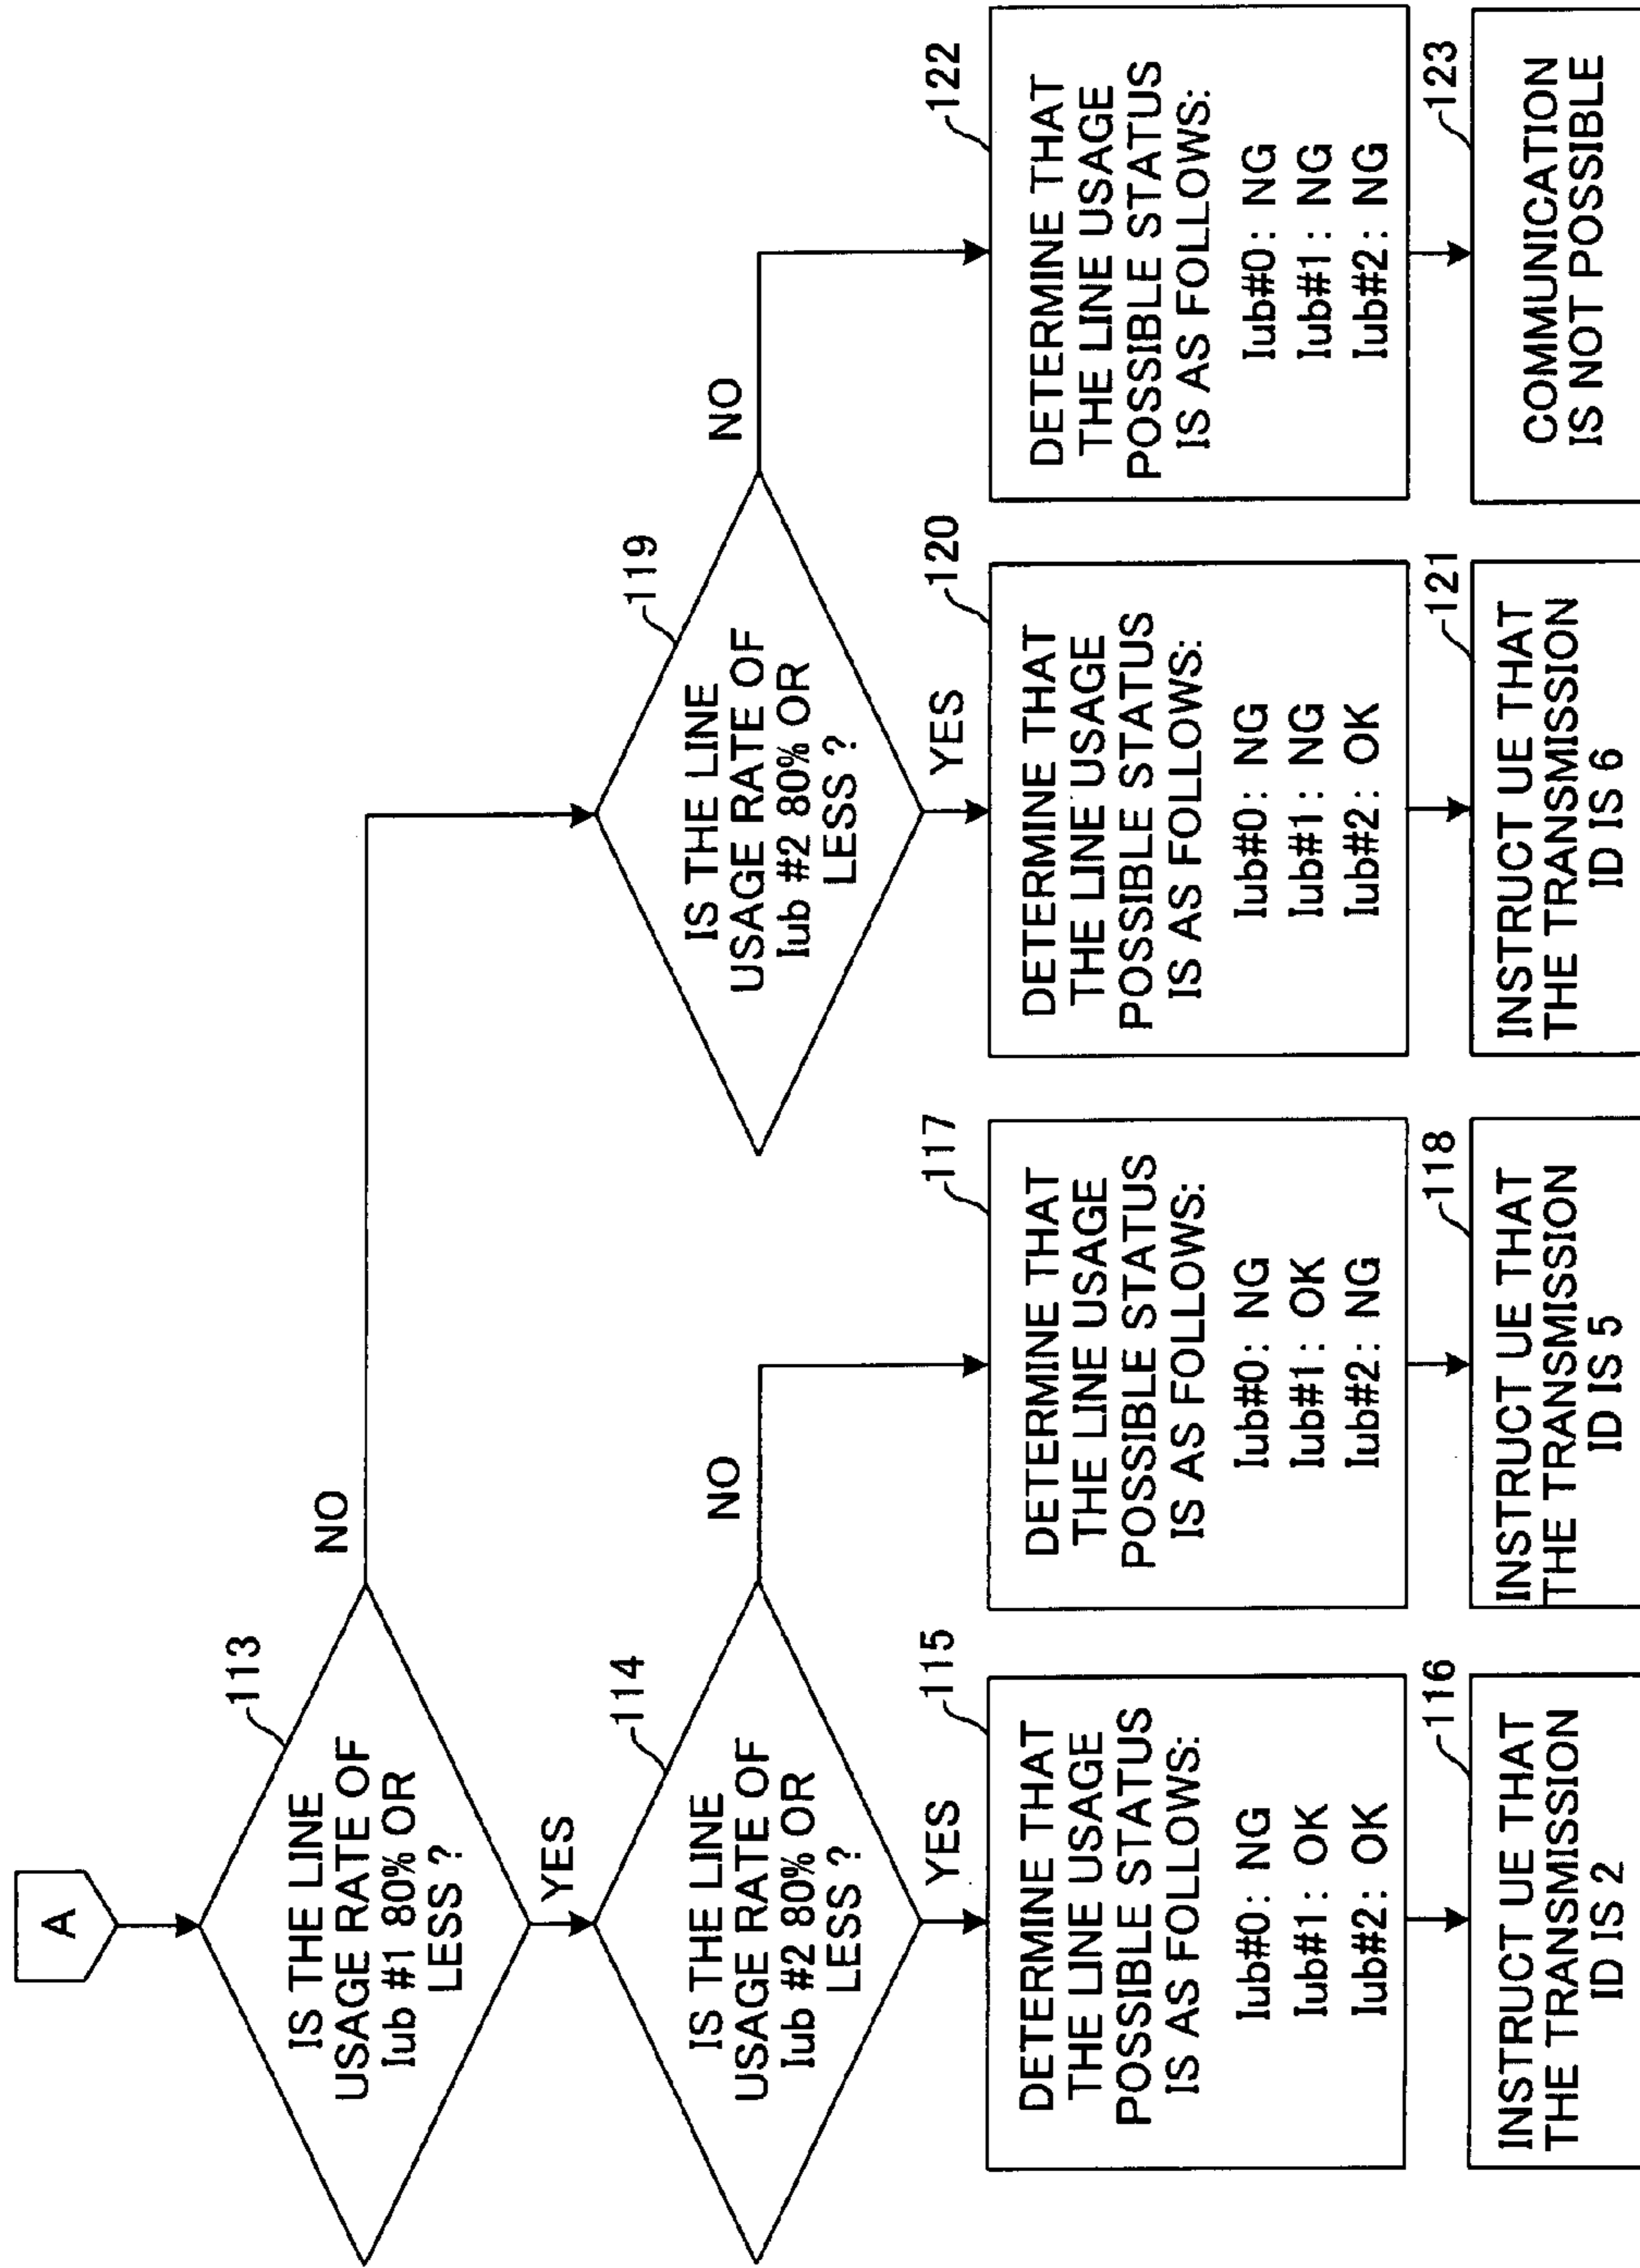 A
113
IS THE LINE
USAGE RATE OF
Iub #1 80% OR
LESS ?
NO
YES
114
IS THE LINE
USAGE RATE OF
Iub #2 80% OR
LESS ?
NO
YES
119
IS THE LINE
USAGE RATE OF
Iub #2 80% OR
LESS ?
NO
YES
115
DETERMINE THAT
THE LINE USAGE
POSSIBLE STATUS
IS AS FOLLOWS:
Iub#0: NG
Iub#1: OK
Iub#2: OK
116
INSTRUCT UE THAT
THE TRANSMISSION
ID IS 2
117
DETERMINE THAT
THE LINE USAGE
POSSIBLE STATUS
IS AS FOLLOWS:
Iub#0: NG
Iub#1: OK
Iub#2: NG
118
INSTRUCT UE THAT
THE TRANSMISSION
ID IS 5
120
DETERMINE THAT
THE LINE USAGE
POSSIBLE STATUS
IS AS FOLLOWS:
Iub#0: NG
Iub#1: NG
Iub#2: OK
121
INSTRUCT UE THAT
THE TRANSMISSION
ID IS 6
122
DETERMINE THAT
THE LINE USAGE
POSSIBLE STATUS
IS AS FOLLOWS:
Iub#0: NG
Iub#1: NG
Iub#2: NG
123
COMMUNICATION
IS NOT POSSIBLE